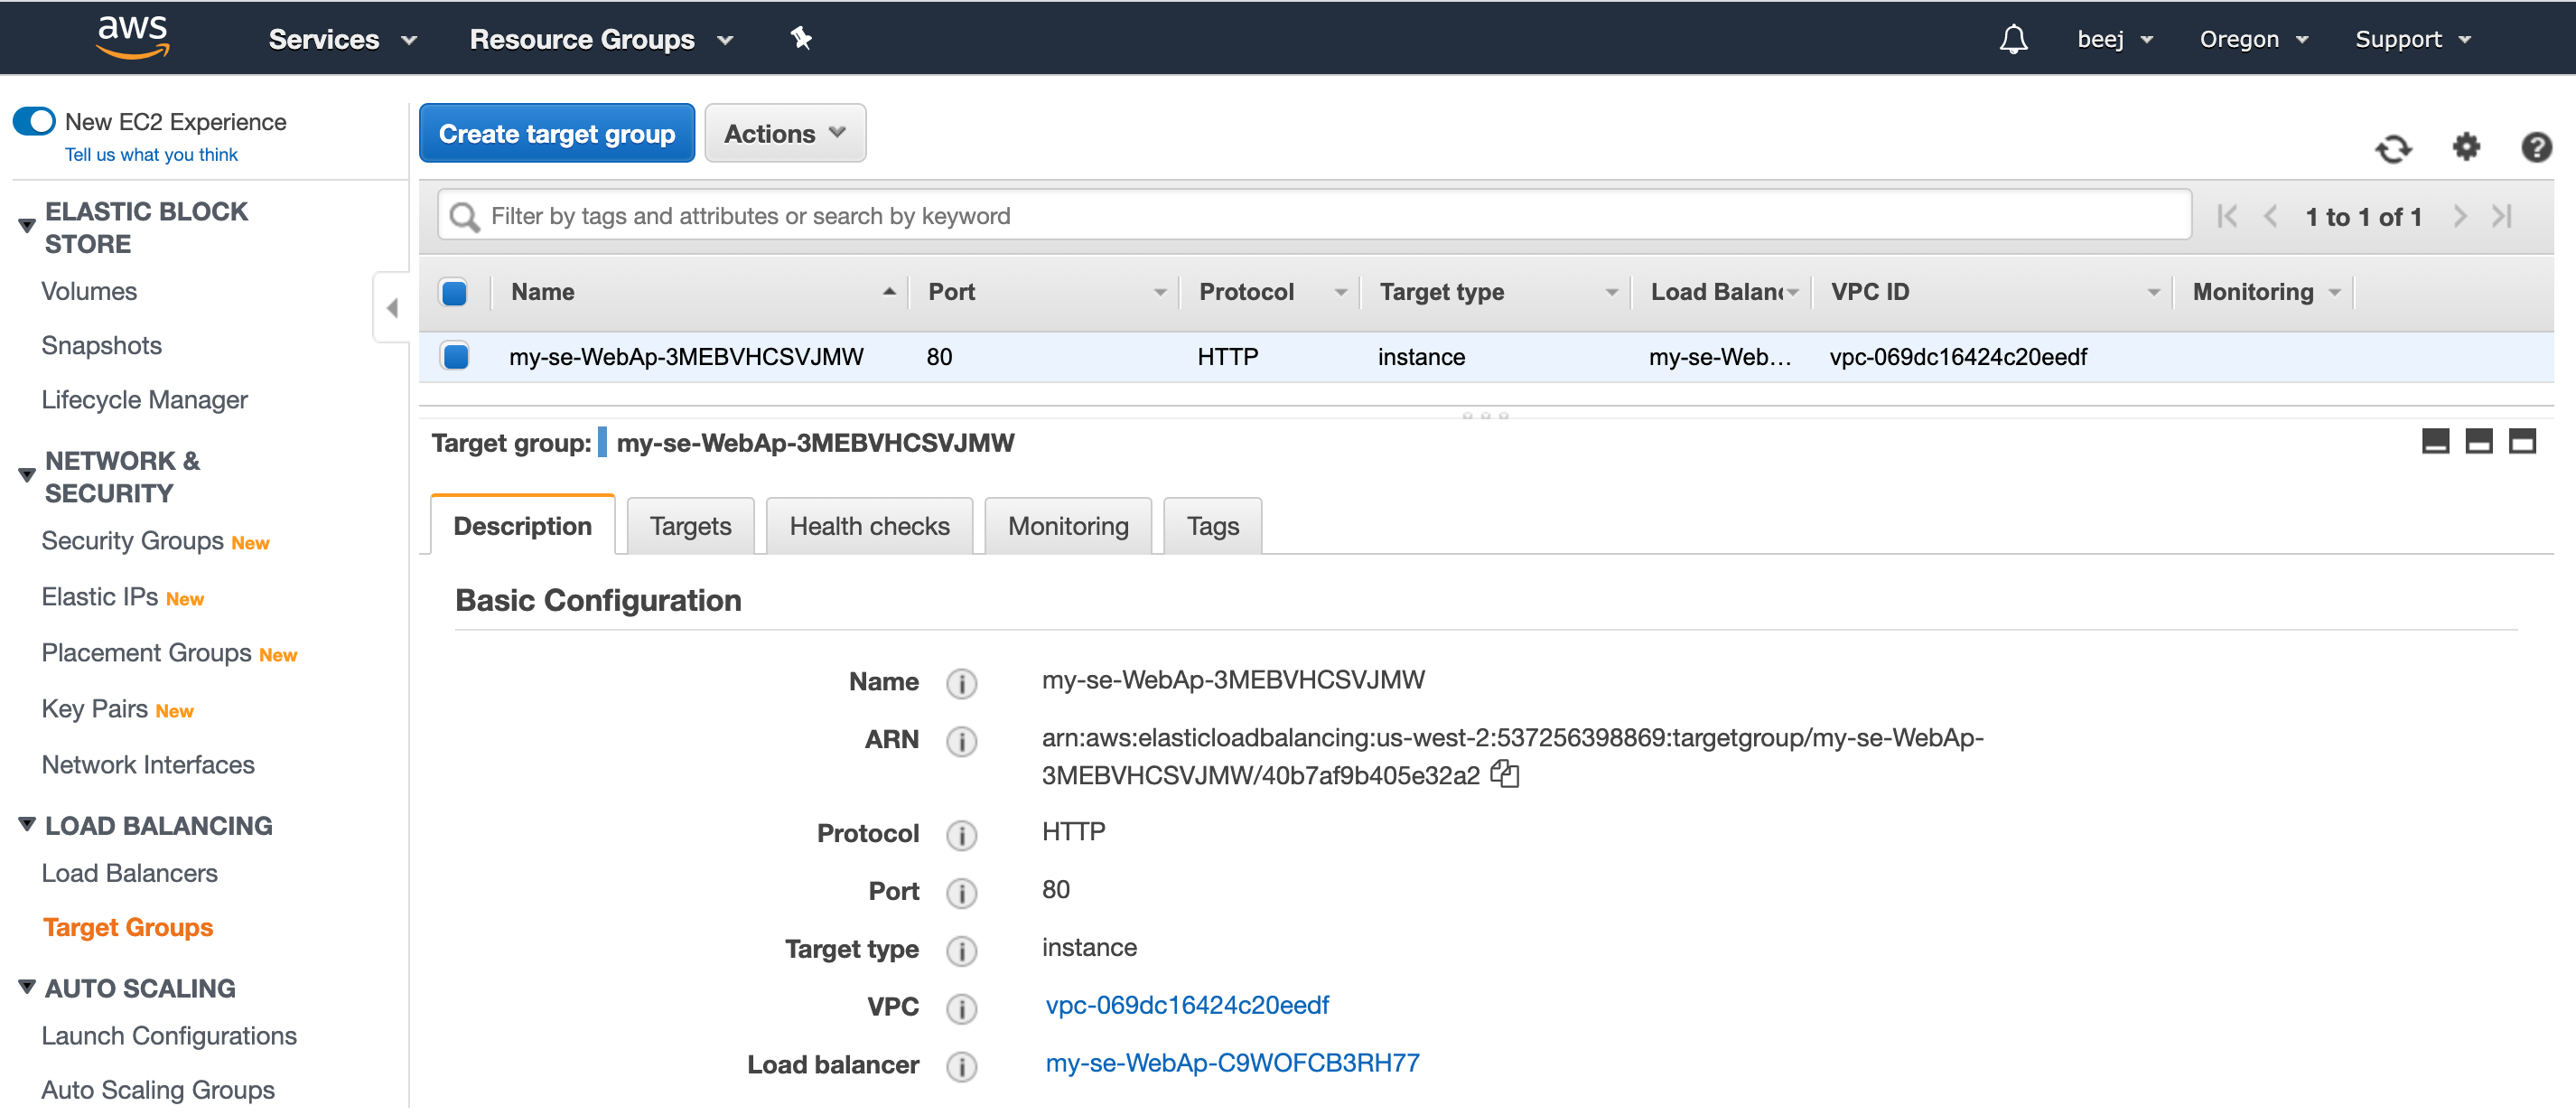 aws Services Resource Groups beej Oregon Support
New EC2 Experience
Tell us what you think
ELASTIC BLOCK
STORE
Volumes
Snapshots
Lifecycle Manager
NETWORK &
SECURITY
Security Groups New
Elastic IPs New
Placement Groups New
Key Pairs New
Network Interfaces
LOAD BALANCING
Load Balancers
Target Groups
AUTO SCALING
Launch Configurations
Auto Scaling Groups
Create target group Actions
Filter by tags and attributes or search by keyword 1 to 1 of 1
Name Port Protocol Target type Load Balanc VPC ID Monitoring
my-se-WebAp-3MEBVHCSVJMW 80 HTTP instance my-se-Web... vpc-069dc16424c20eedf
Target group: my-se-WebAp-3MEBVHCSVJMW
Description Targets Health checks Monitoring Tags
Basic Configuration
Name my-se-WebAp-3MEBVHCSVJMW
ARN arn:aws:elasticloadbalancing:us-west-2:537256398869:targetgroup/my-se-WebAp-
3MEBVHCSVJMW/40b7af9b405e32a2
Protocol HTTP
Port 80
Target type instance
VPC vpc-069dc16424c20eedf
Load balancer my-se-WebAp-C9WOFCB3RH77